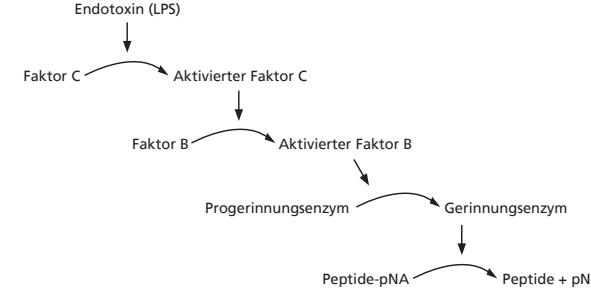 Endotoxin (LPS)
Faktor C Aktivierter Faktor C
Faktor B Aktivierter Faktor B
Progerinnungsenzym Gerinnungsenzym
Peptide-pNA Peptide + pN